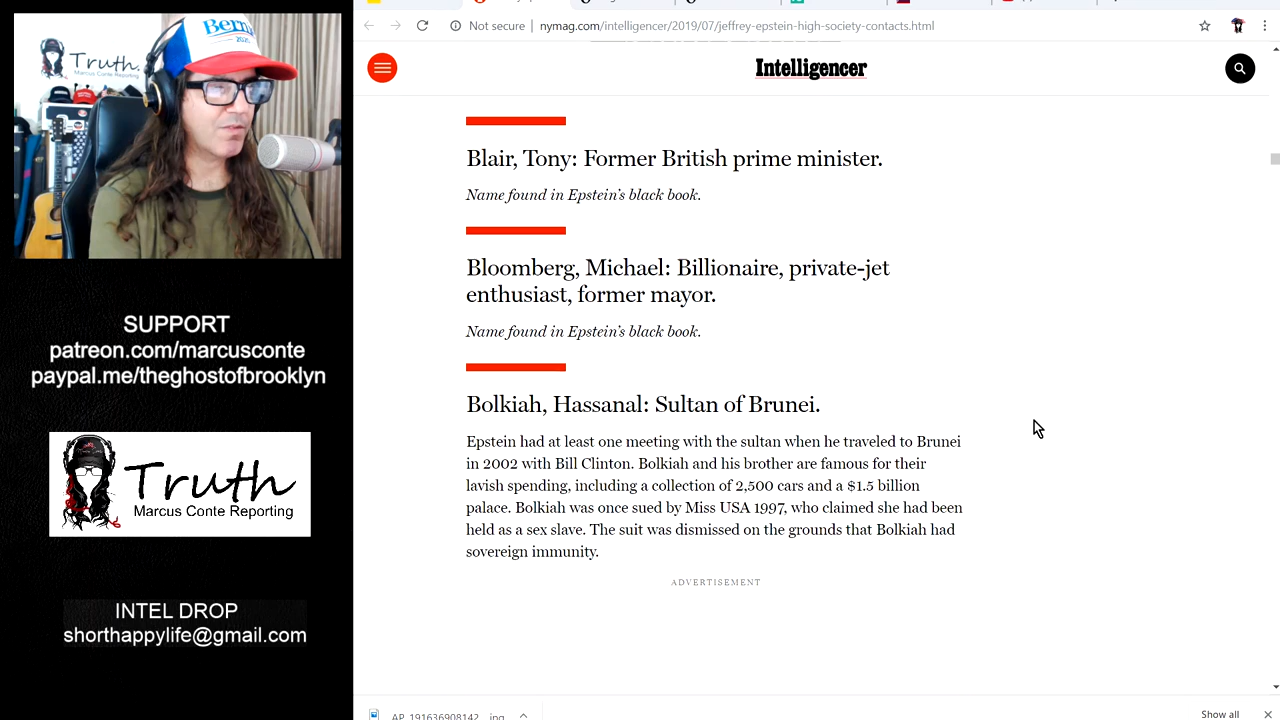 Bernie
Truth.
Marcus Conte Reporting
SUPPORT
patreon.com/marcusconte
paypal.me/theghostofbrooklyn
Truth
Marcus Conte Reporting
INTEL DROP
shorthappylife@gmail.com
Not secure | nymag.com/intelligencer/2019/07/jeffrey-epstein-high-society-contacts.html
Intelligencer
Blair, Tony: Former British prime minister.
Name found in Epstein's black book.
Bloomberg, Michael: Billionaire, private-jet
enthusiast, former mayor.
Name found in Epstein's black book.
Bolkiah, Hassanal: Sultan of Brunei.
Epstein had at least one meeting with the sultan when he traveled to Brunei
in 2002 with Bill Clinton. Bolkiah and his brother are famous for their
lavish spending, including a collection of 2,500 cars and a $1.5 billion
palace. Bolkiah was once sued by Miss USA 1997, who claimed she had been
held as a sex slave. The suit was dismissed on the grounds that Bolkiah had
sovereign immunity.
ADVERTISEMENT
AP_191636908142....jpg
Show all